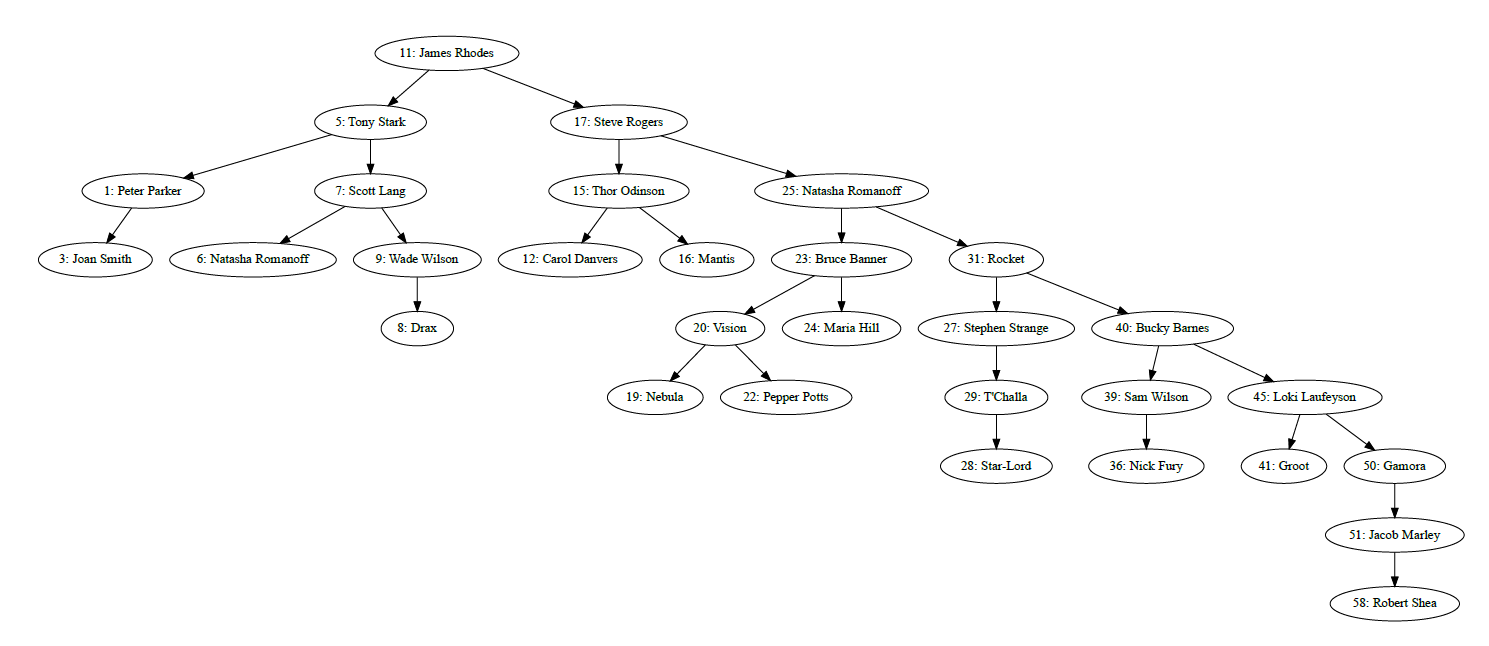 11: James Rhodes
5: Tony Stark
17: Steve Rogers
1: Peter Parker
7: Scott Lang
15: Thor Odinson
25: Natasha Romanoff
3: Joan Smith
6: Natasha Romanoff
9: Wade Wilson
12: Carol Danvers
16: Mantis
23: Bruce Banner
31: Rocket
8: Drax
20: Vision
24: Maria Hill
27: Stephen Strange
40: Bucky Barnes
19: Nebula
22: Pepper Potts
29: T'Challa
39: Sam Wilson
45: Loki Laufeyson
28: Star-Lord
36: Nick Fury
41: Groot
50: Gamora
51: Jacob Marley
58: Robert Shea